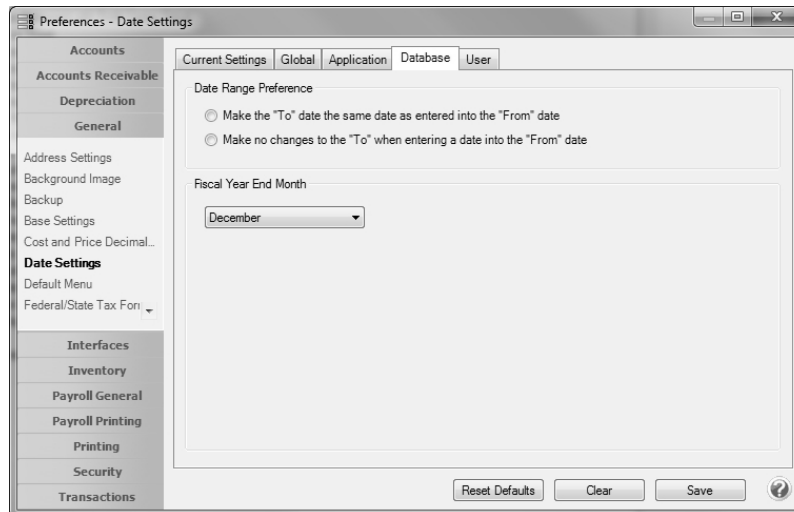 Preferences - Date Settings
Accounts
Accounts Receivable
Depreciation
General
Address Settings
Background Image
Backup
Base Settings
Cost and Price Decimal...
Date Settings
Default Menu
Federal/State Tax Forr
Interfaces
Inventory
Payroll General
Payroll Printing
Printing
Security
Transactions
Current Settings Global Application Database User
Date Range Preference
Make the "To" date the same date as entered into the "From" date
Make no changes to the "To" when entering a date into the "From" date
Fiscal Year End Month
December
Reset Defaults Clear Save ?